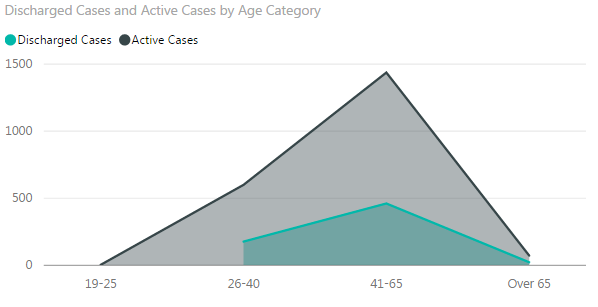 Discharged Cases and Active Cases by Age Category
Discharged Cases Active Cases
1500
1000
500
0
19-25 26-40 41-65 Over 65